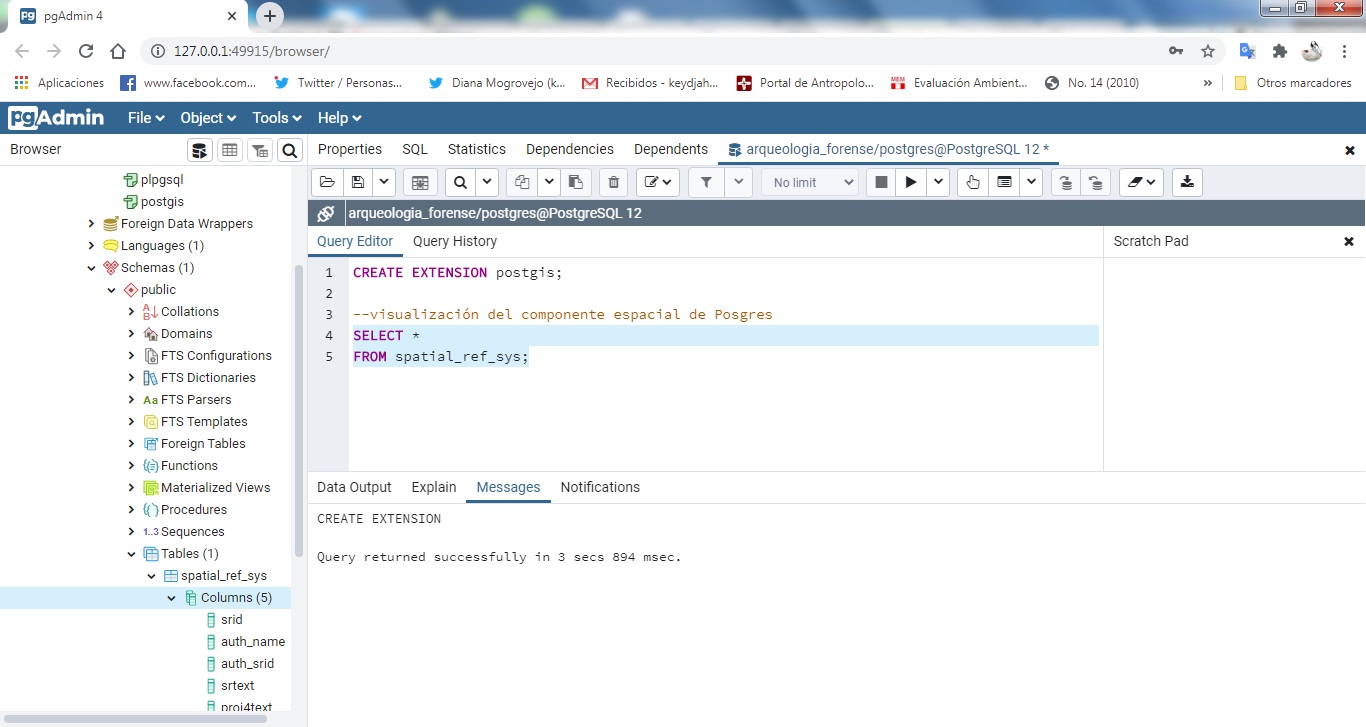 pgAdmin 4
127.0.0.1:49915/browser/
Aplicaciones www.facebook.com... Twitter / Personas... Diana Mogrovejo (k... Recibidos - keydjah... Portal de Antropolo... MEM Evaluación Ambient... No. 14 (2010) » Otros marcadores
pgAdmin File Object Tools Help
Browser
Properties SQL Statistics Dependencies Dependents arqueologia_forense/postgres@PostgreSQL 12 *
No limit
arqueologia_forense/postgres@PostgreSQL 12
Query Editor Query History
Scratch Pad
plpgsql
postgis
Foreign Data Wrappers
Languages (1)
Schemas (1)
public
Collations
Domains
FTS Configurations
FTS Dictionaries
FTS Parsers
FTS Templates
Foreign Tables
Functions
Materialized Views
Procedures
1..3 Sequences
Tables (1)
spatial_ref_sys
Columns (5)
srid
auth_name
auth_srid
srtext
proj4text
1 CREATE EXTENSION postgis;
2
3 --visualización del componente espacial de Posgres
4 SELECT *
5 FROM spatial_ref_sys;
Data Output Explain Messages Notifications
CREATE EXTENSION
Query returned successfully in 3 secs 894 msec.